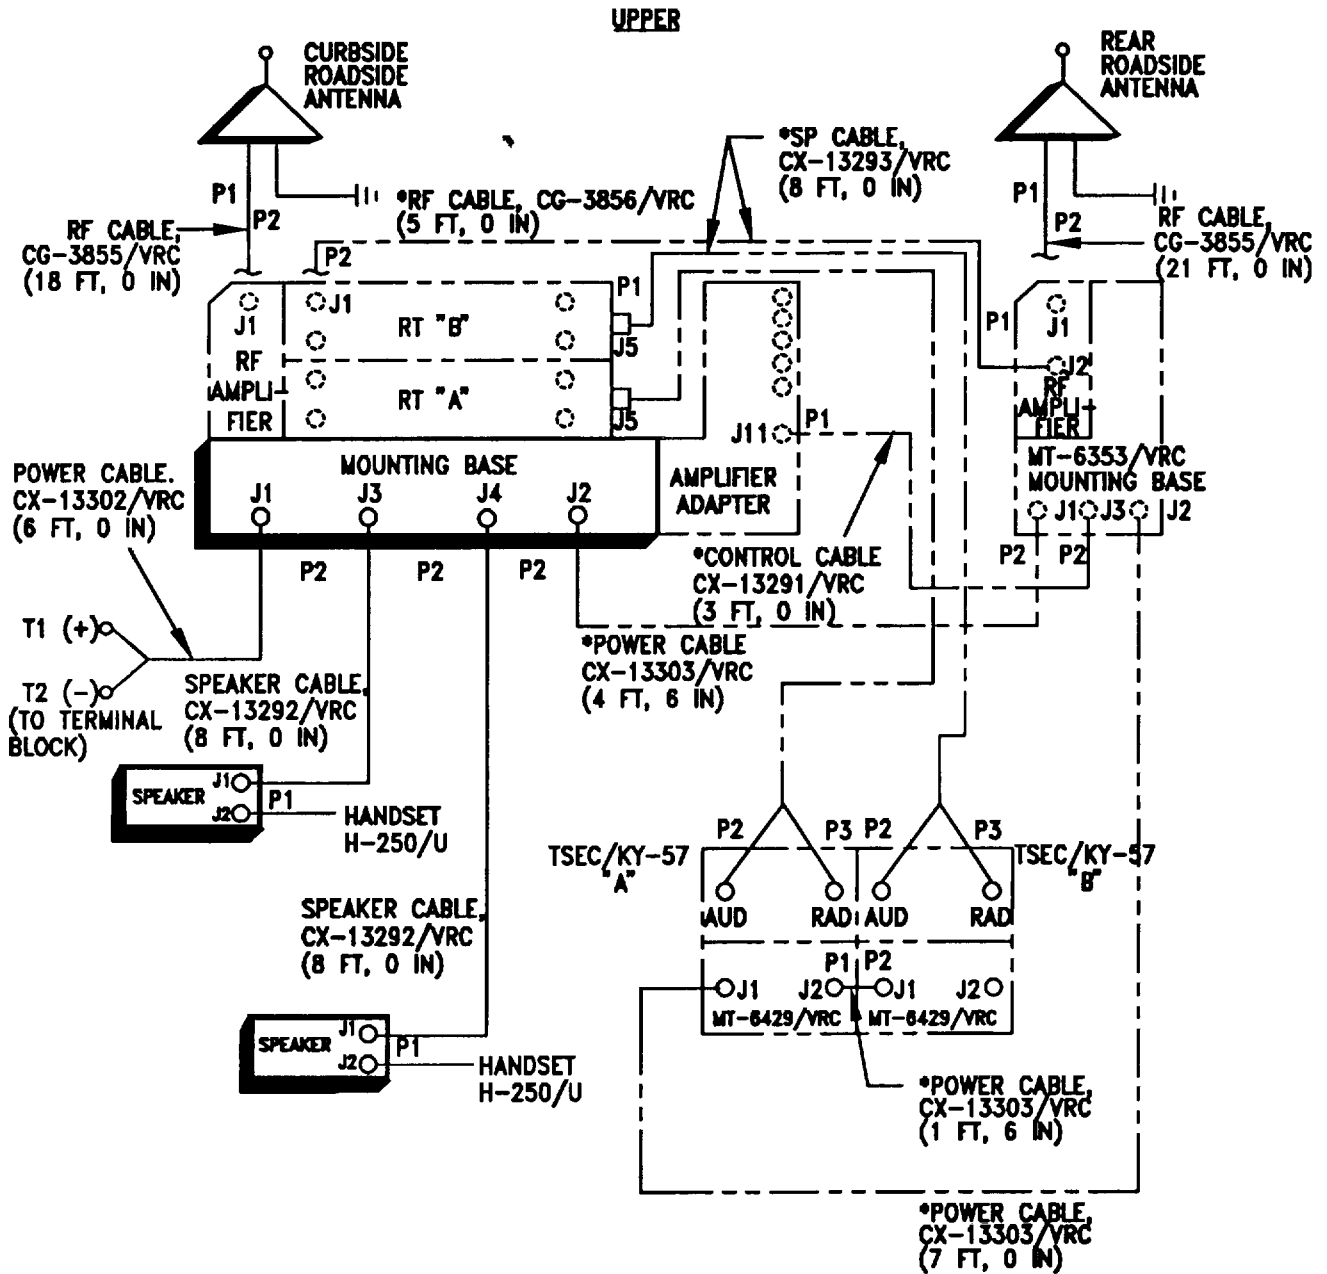 UPPER
CURBSIDE
ROADSIDE
ANTENNA
REAR
ROADSIDE
ANTENNA
*SP CABLE,
CX-13293/VRC
(8 FT, 0 IN)
P1
P2
*RF CABLE, CG-3856/VRC
(5 FT, 0 IN)
RF CABLE,
CG-3855/VRC
(18 FT, 0 IN)
P1
P2
RF CABLE,
CG-3855/VRC
(21 FT, 0 IN)
P2
P1
P1
J1
RF
AMPLI-
FIER
J1
RT "B"
J5
RT "A"
J5
J11
P1
AMPLIFIER
ADAPTER
J1
J2
RF
AMPLI-
FIER
MT-6353/VRC
MOUNTING BASE
J1
J3
J2
P2
P2
MOUNTING BASE
J1
J3
J4
J2
P2
P2
P2
POWER CABLE.
CX-13302/VRC
(6 FT, 0 IN)
*CONTROL CABLE
CX-13291/VRC
(3 FT, 0 IN)
*POWER CABLE
CX-13303/VRC
(4 FT, 6 IN)
T1 (+)
T2 (-)
(TO TERMINAL
BLOCK)
SPEAKER CABLE,
CX-13292/VRC
(8 FT, 0 IN)
SPEAKER
J1
J2
P1
HANDSET
H-250/U
SPEAKER CABLE,
CX-13292/VRC
(8 FT, 0 IN)
SPEAKER
J1
J2
P1
HANDSET
H-250/U
P2
P3
P2
P3
TSEC/KY-57
"A"
TSEC/KY-57
"B"
AUD
RAD
AUD
RAD
P1
P2
J1
J2
J1
J2
MT-6429/VRC
MT-6429/VRC
*POWER CABLE,
CX-13303/VRC
(1 FT, 6 IN)
*POWER CABLE,
CX-13303/VRC
(7 FT, 0 IN)